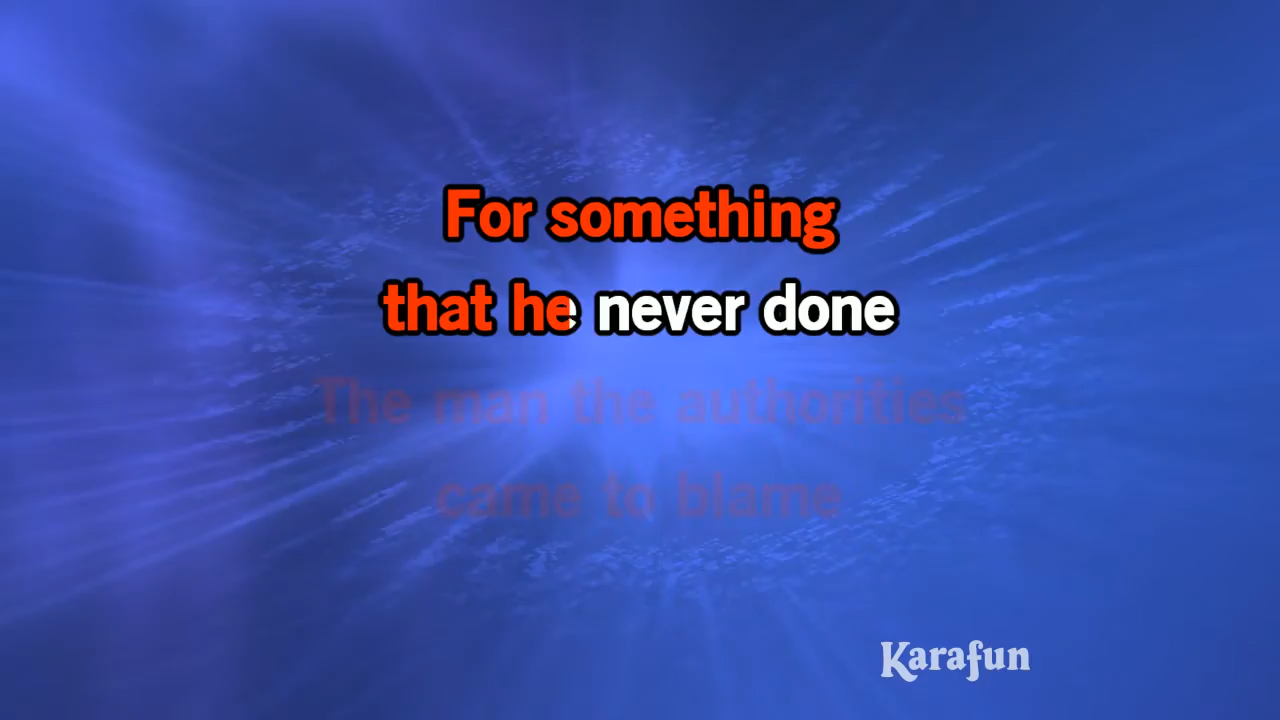 For something
that he never done
The man the authorities
came to blame
Karafun